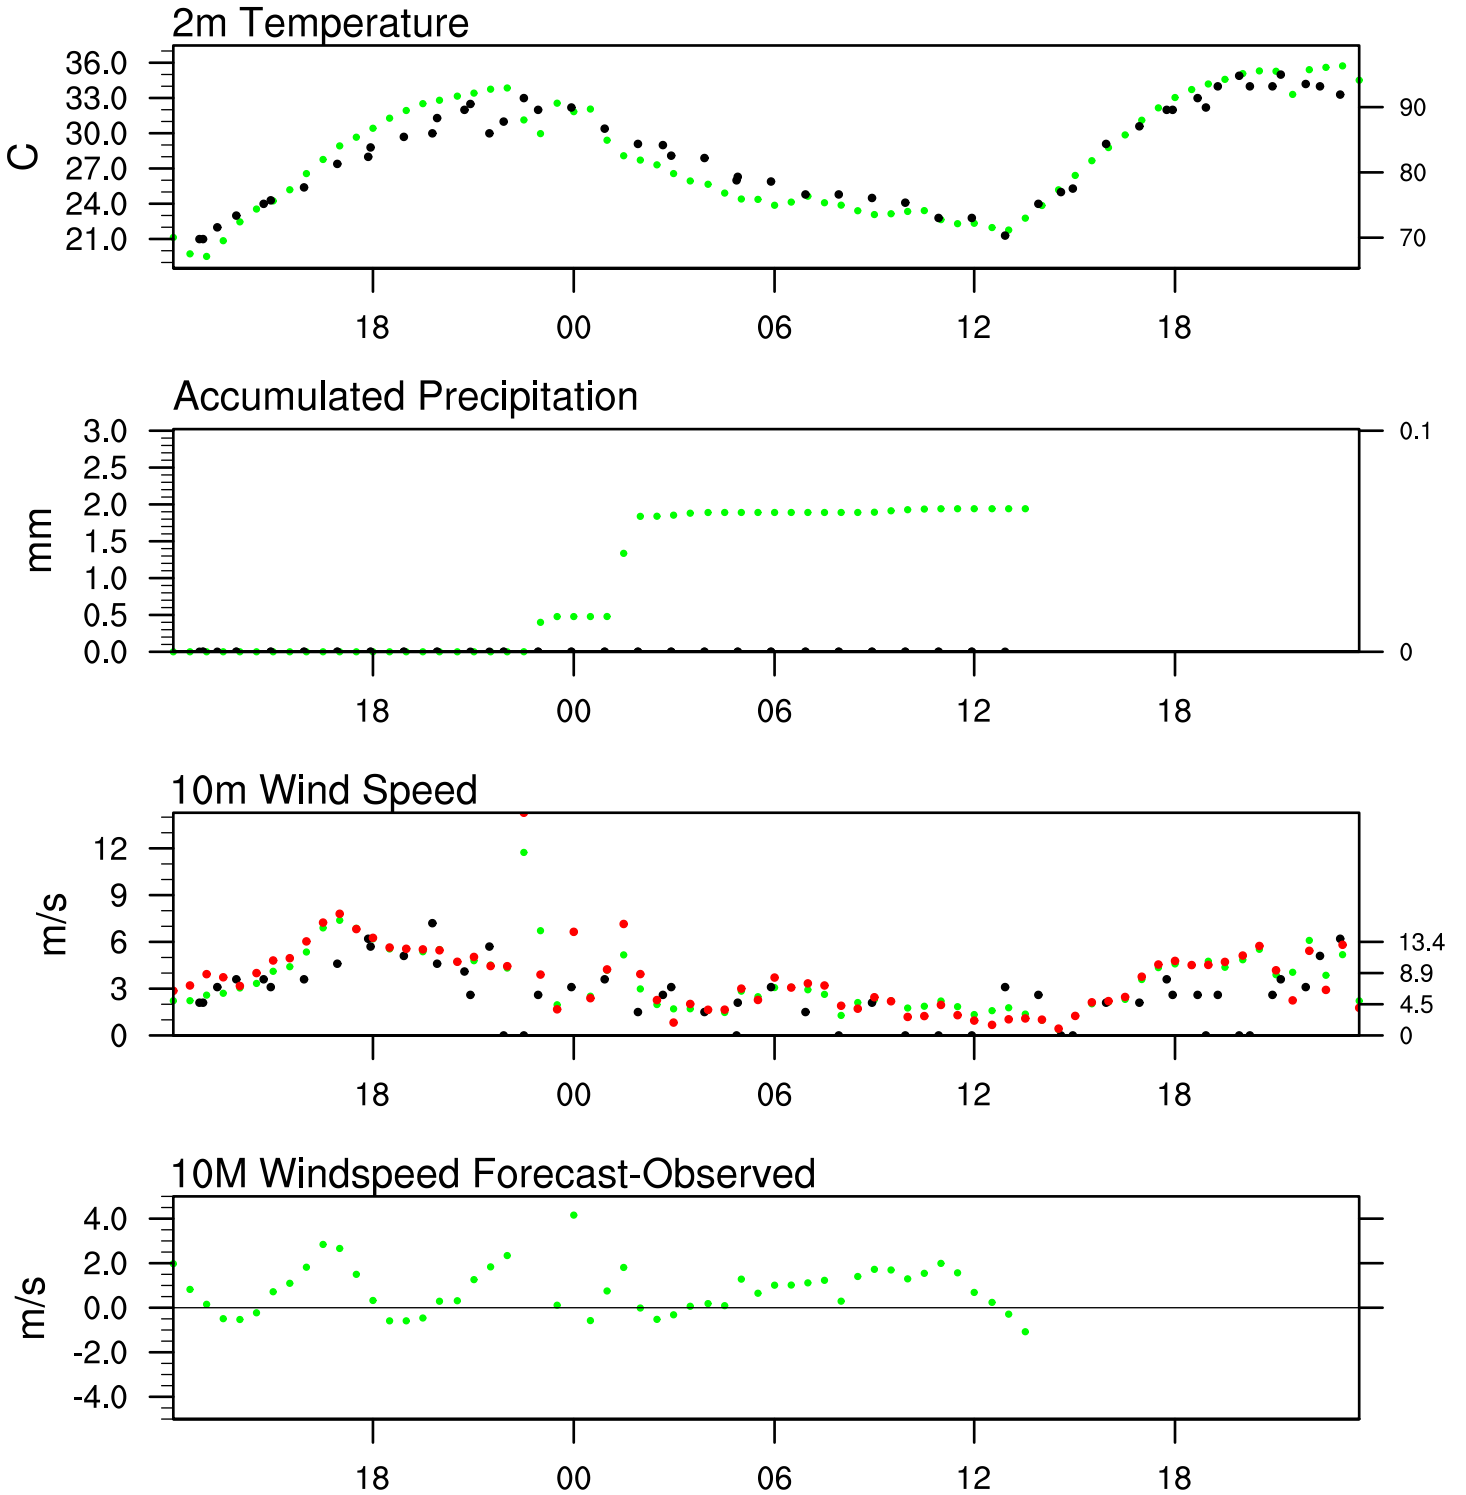 2m Temperature
36.0
33.0
30.0
27.0
24.0
21.0
C
90
80
70
18 00 06 12 18
Accumulated Precipitation
3.0
2.5
2.0
1.5
1.0
0.5
0.0
mm
0.1
0
18 00 06 12 18
10m Wind Speed
12
9
6
3
0
m/s
13.4
8.9
4.5
0
18 00 06 12 18
10M Windspeed Forecast-Observed
4.0
2.0
0.0
-2.0
-4.0
m/s
18 00 06 12 18